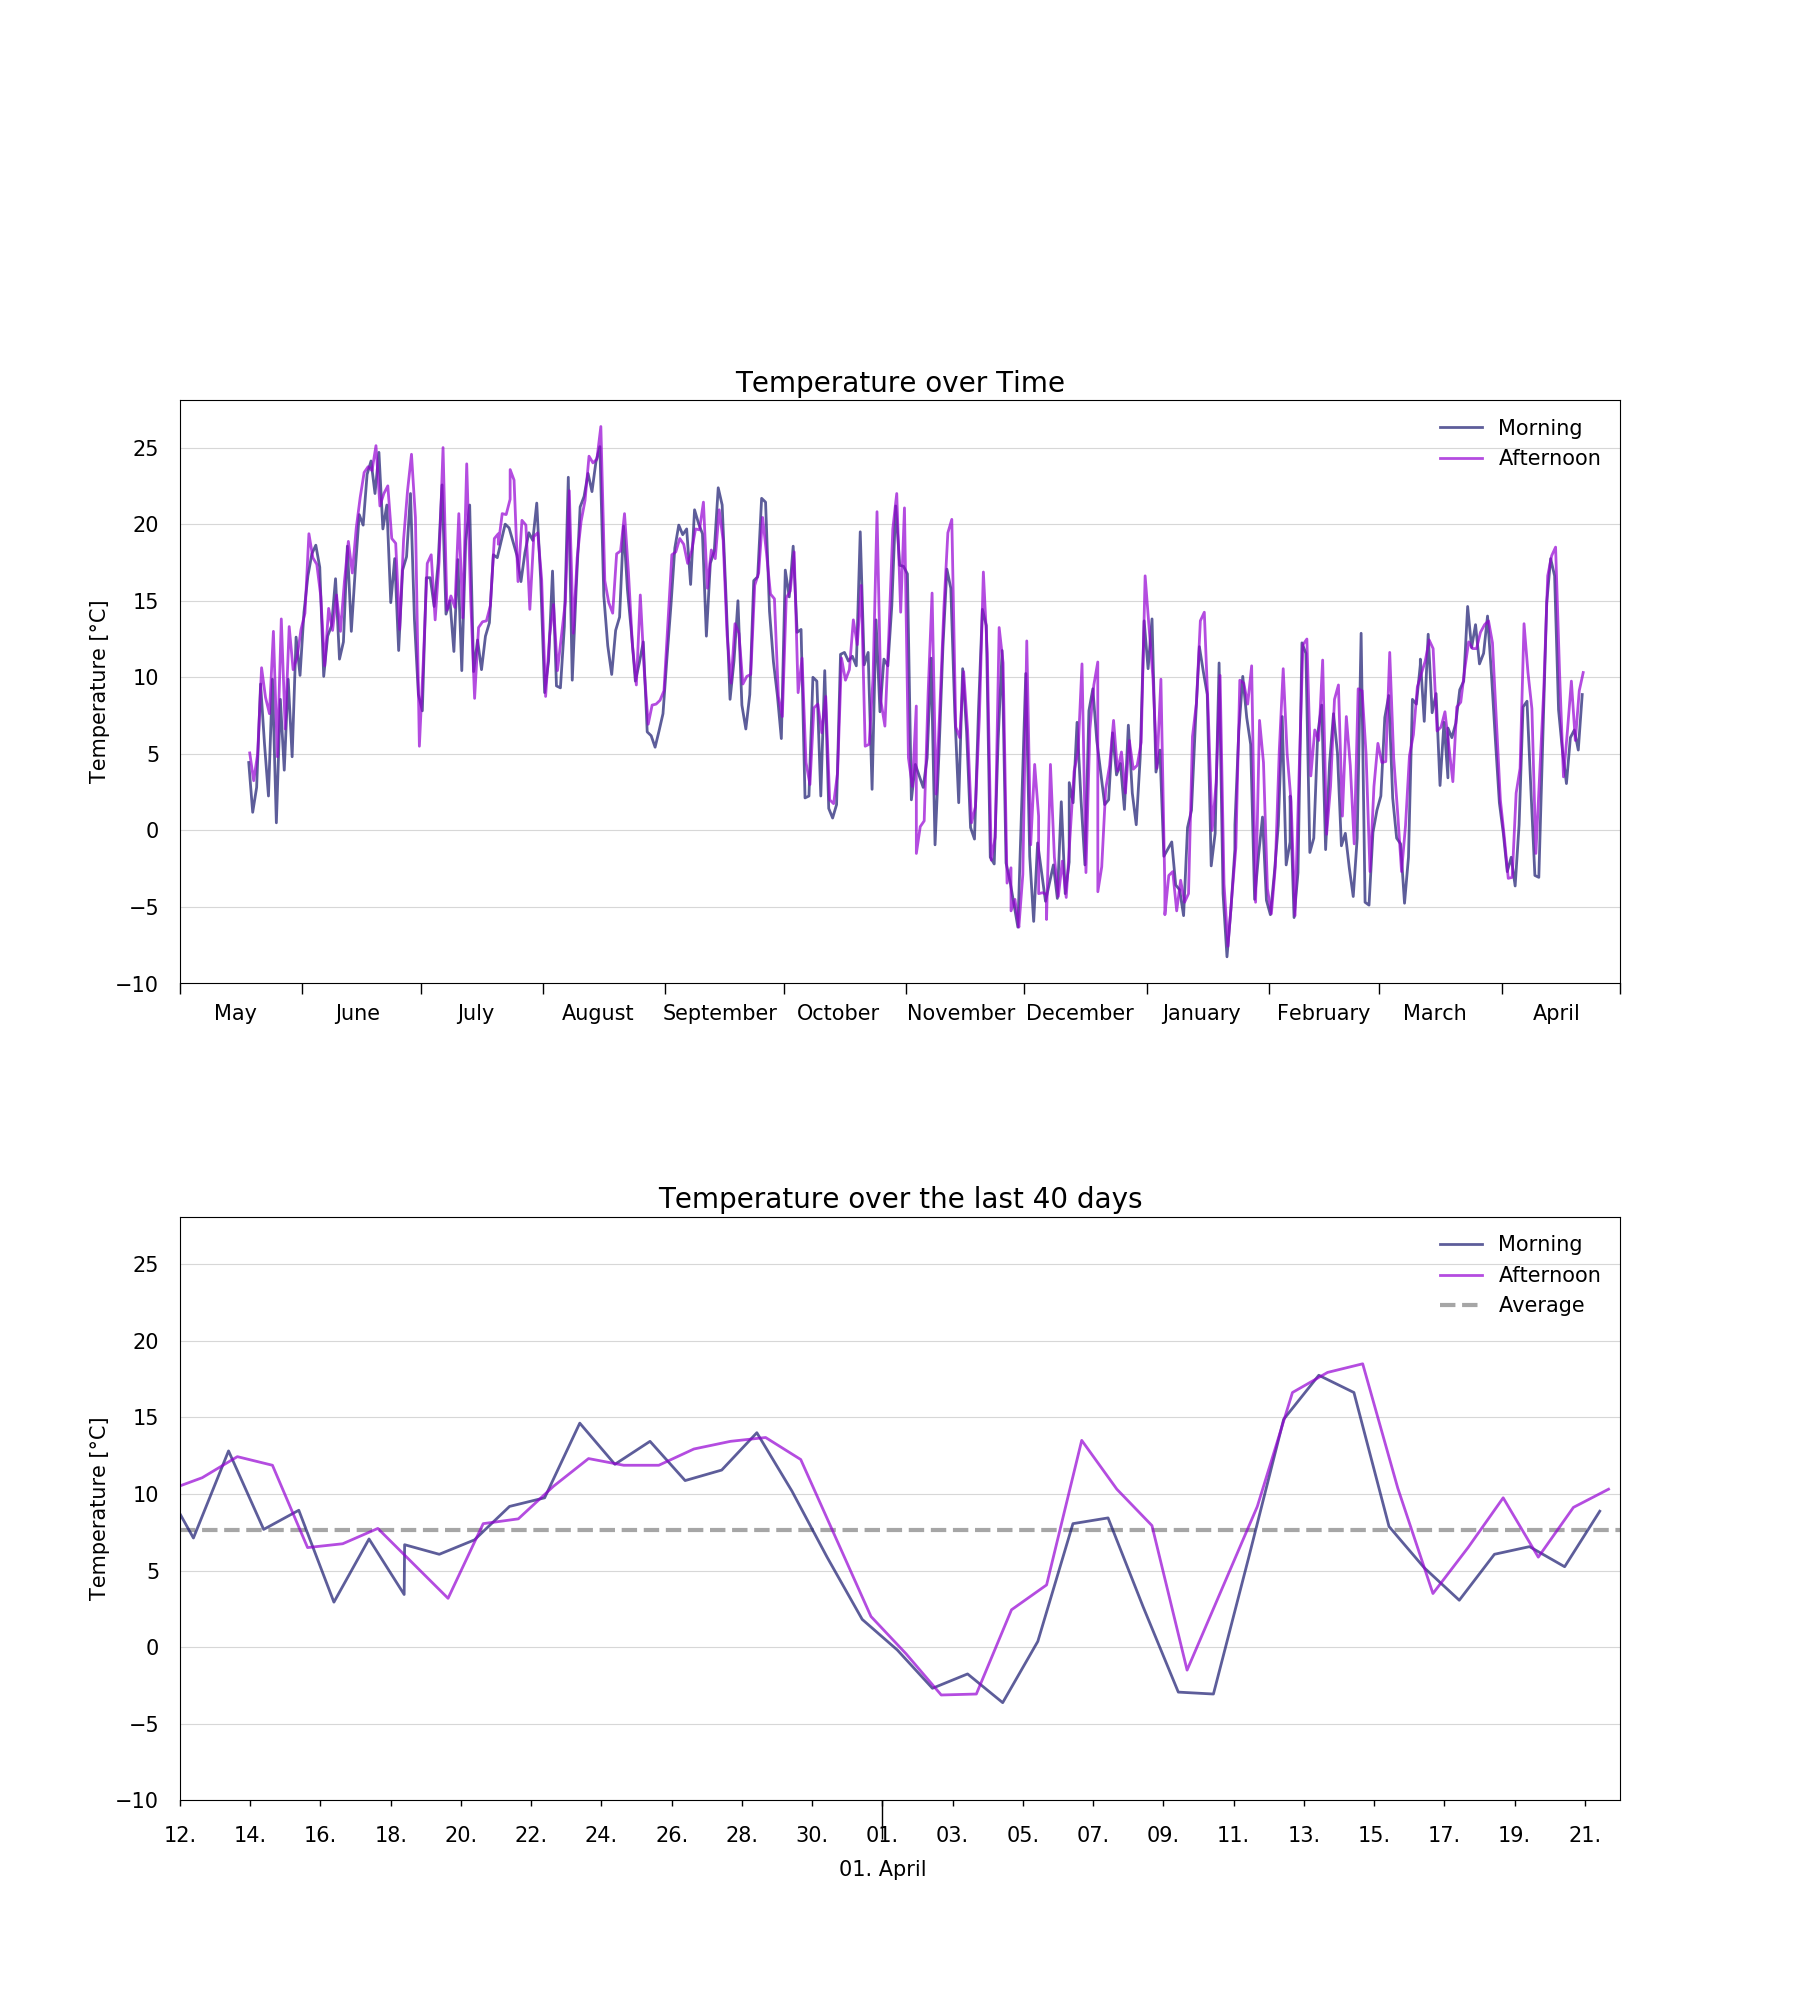 Temperature over Time
Morning
Afternoon
25
20
15
10
5
0
−5
−10
Temperature [°C]
May June July August September October November December January February March April
Temperature over the last 40 days
Morning
Afternoon
Average
25
20
15
10
5
0
−5
−10
Temperature [°C]
12. 14. 16. 18. 20. 22. 24. 26. 28. 30. 01. 03. 05. 07. 09. 11. 13. 15. 17. 19. 21.
01. April